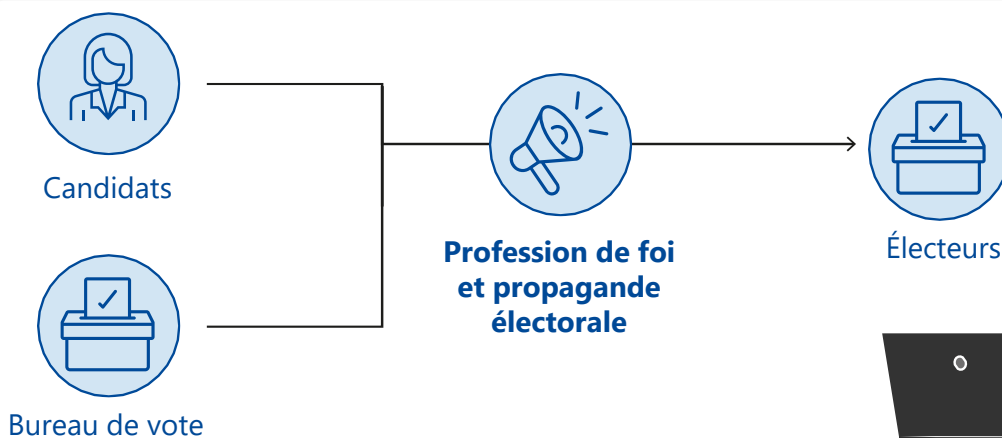 Candidats
Profession de foi
et propagande
électorale
Électeurs
Bureau de vote